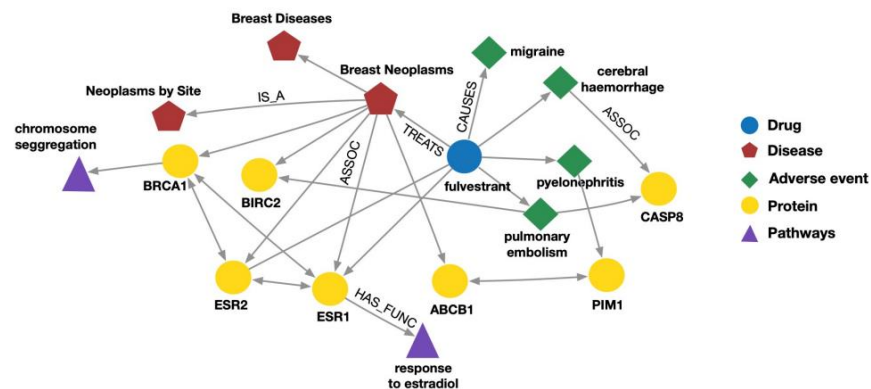 Breast Diseases
migraine
Breast Neoplasms
cerebral
haemorrhage
Neoplasms by Site
IS_A
CAUSES
ASSOC
chromosome
seggregation
TREATS
Drug
Disease
Adverse event
Protein
Pathways
ASSOC
BRCA1
BIRC2
fulvestrant
pyelonephritis
CASP8
pulmonary
embolism
ESR2
ESR1
HAS_FUNC
ABCB1
PIM1
response
to estradiol